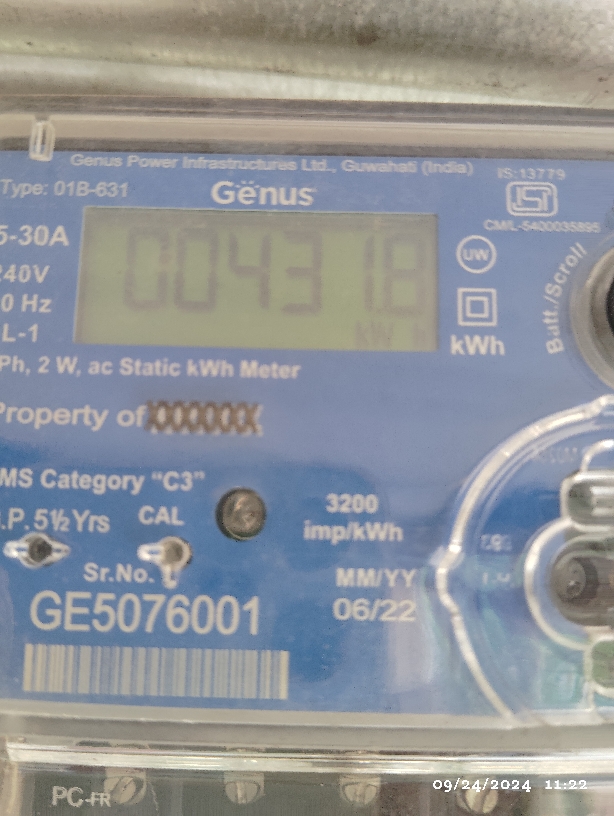 Genus Power Infrastructures Ltd., Guwahati (India)
IS:13779
Type: 01B-631
Genus
CM/L-5400035895
5-30A
004318
UW
240V
0 Hz
L-1
kW h
kWh
Batt./Scroll
Ph, 2 W, ac Static kWh Meter
Property of
MS Category "C3"
.P. 5½ Yrs
CAL
3200
imp/kWh
Sr.No.
MM/YY
GE5076001
06/22
PC-FR
09/24/2024 11:22